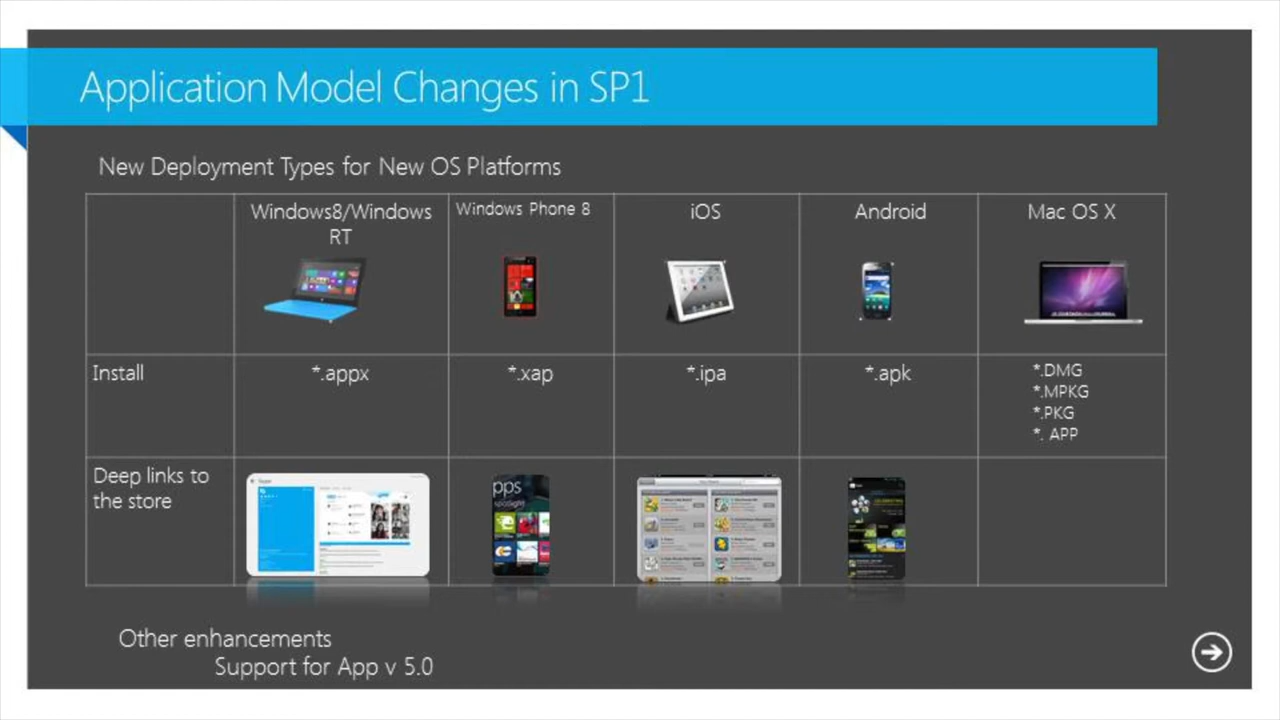 Application Model Changes in SP1
New Deployment Types for New OS Platforms
Windows8/Windows
RT
Windows Phone 8
iOS
Android
Mac OS X
Install
*.appx
*.xap
*.ipa
*.apk
*.DMG
*.MPKG
*.PKG
*. APP
Deep links to
the store
pps
spotlight
Other enhancements
Support for App v 5.0